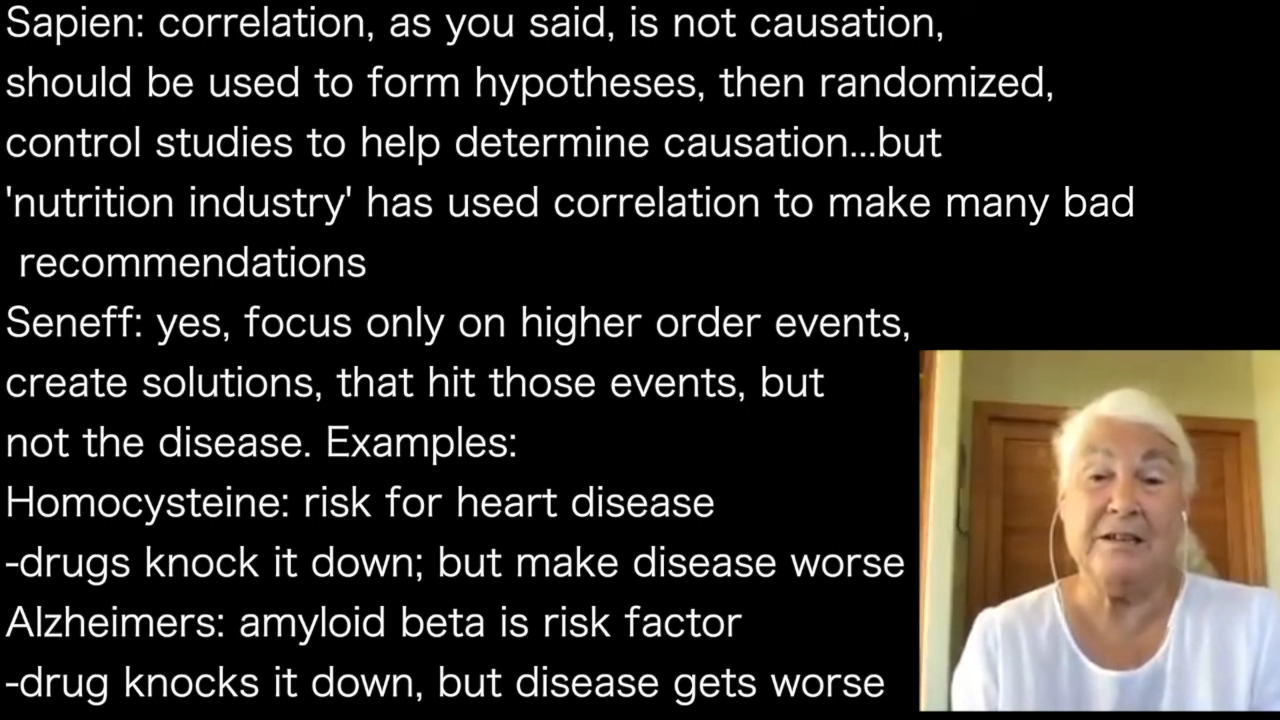 Sapien: correlation, as you said, is not causation,
should be used to form hypotheses, then randomized,
control studies to help determine causation...but
'nutrition industry' has used correlation to make many bad
recommendations
Seneff: yes, focus only on higher order events,
create solutions, that hit those events, but
not the disease. Examples:
Homocysteine: risk for heart disease
-drugs knock it down; but make disease worse
Alzheimers: amyloid beta is risk factor
-drug knocks it down, but disease gets worse